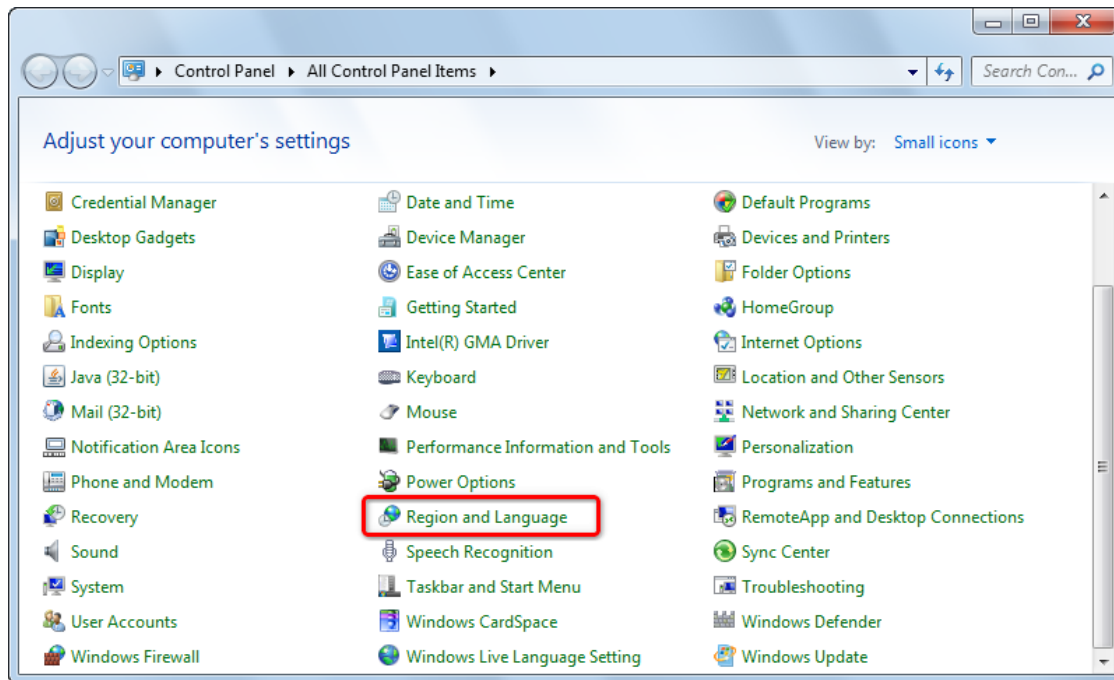 Control Panel All Control Panel Items Search Con...
Adjust your computer's settings View by: Small icons
Credential Manager Date and Time Default Programs
Desktop Gadgets Device Manager Devices and Printers
Display Ease of Access Center Folder Options
Fonts Getting Started HomeGroup
Indexing Options Intel(R) GMA Driver Internet Options
Java (32-bit) Keyboard Location and Other Sensors
Mail (32-bit) Mouse Network and Sharing Center
Notification Area Icons Performance Information and Tools Personalization
Phone and Modem Power Options Programs and Features
Recovery Region and Language RemoteApp and Desktop Connections
Sound Speech Recognition Sync Center
System Taskbar and Start Menu Troubleshooting
User Accounts Windows CardSpace Windows Defender
Windows Firewall Windows Live Language Setting Windows Update